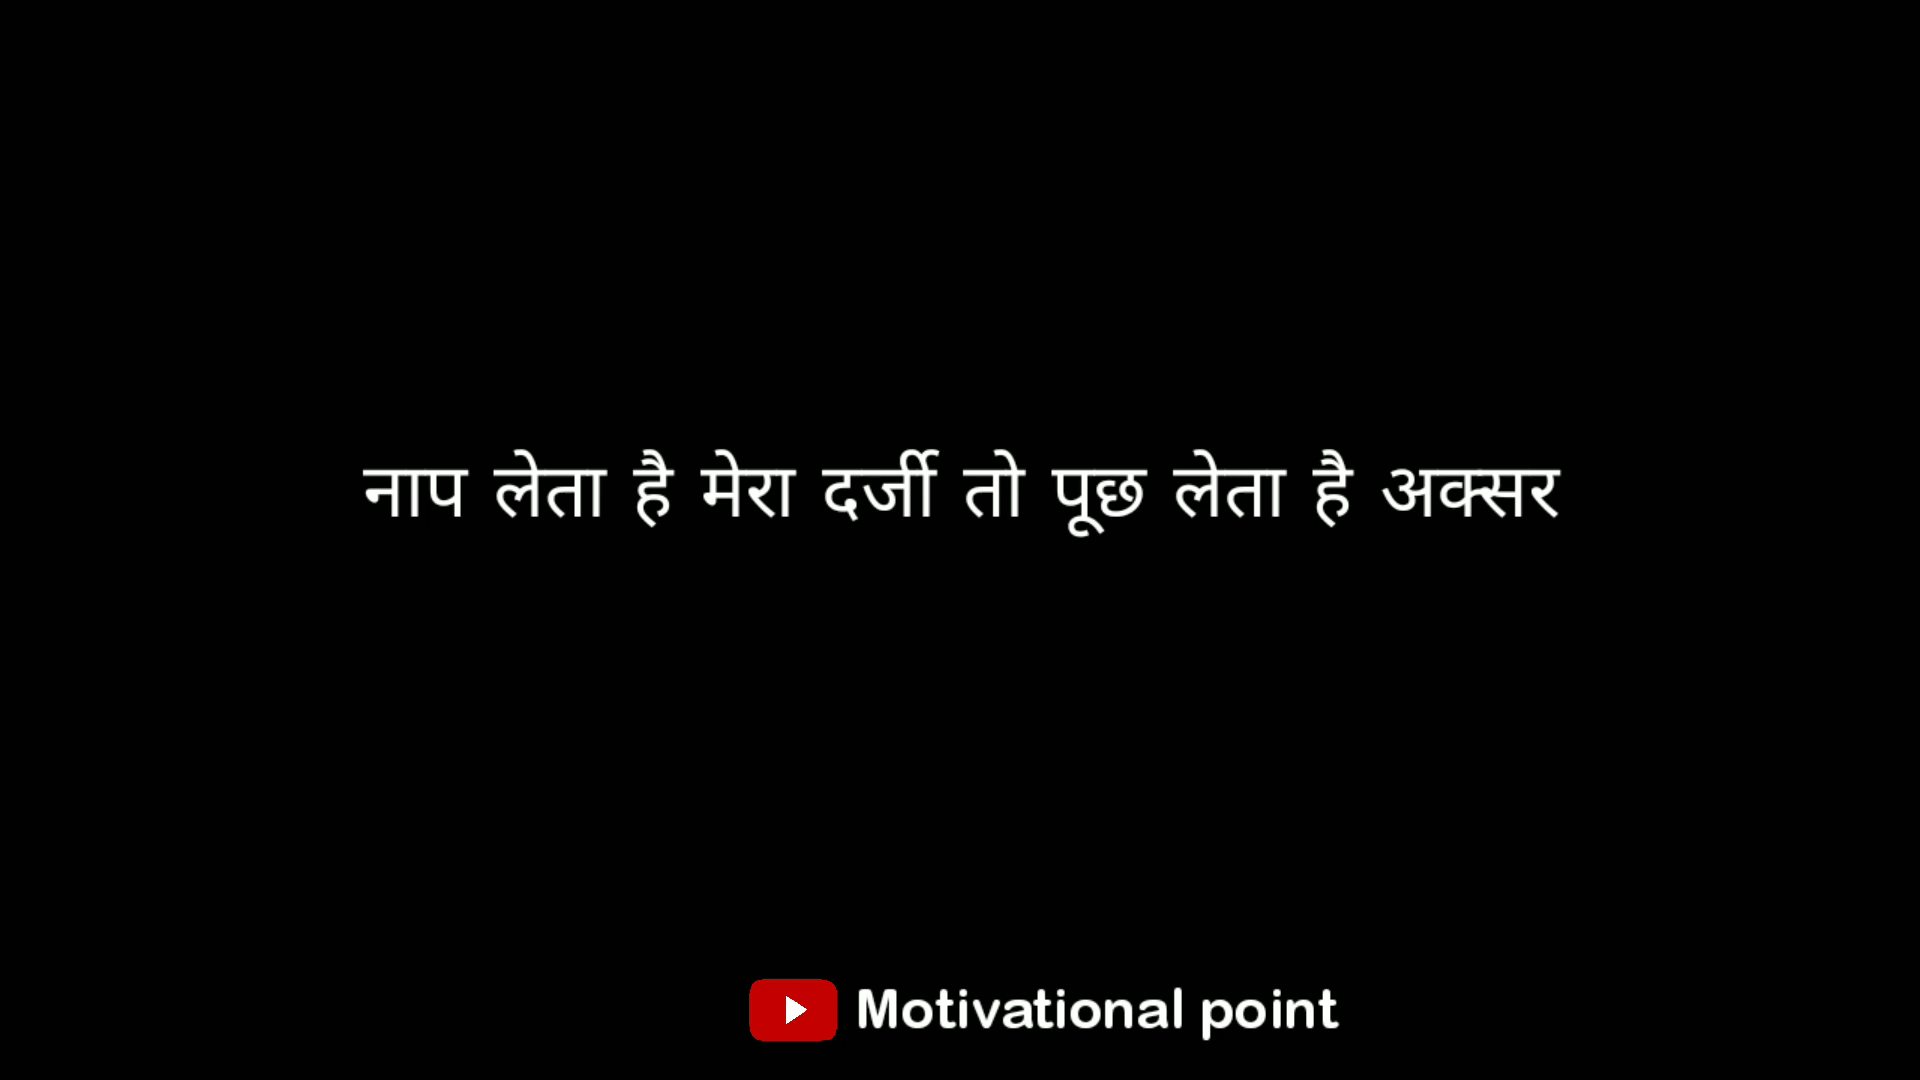 नाप लेता है मेरा दर्जी तो पूछ लेता है अक्सर
Motivational point